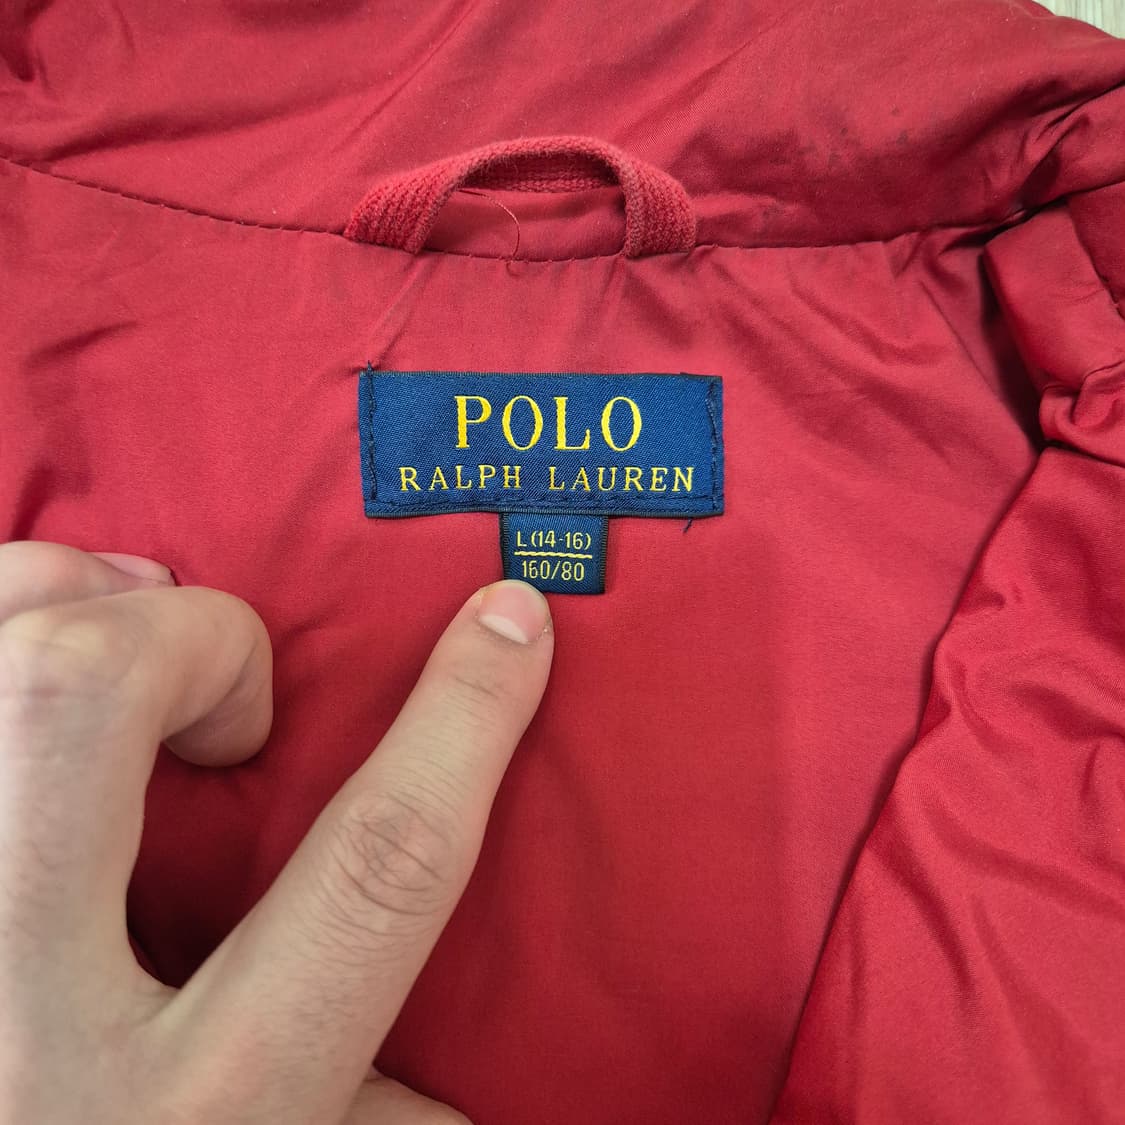 POLO
RALPH LAUREN
L(14-16)
160/80